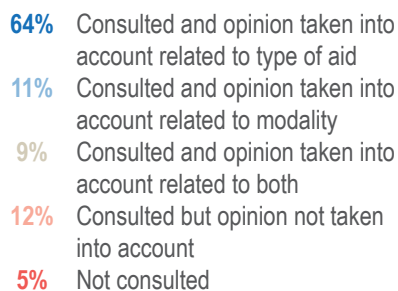 64% Consulted and opinion taken into
account related to type of aid
11% Consulted and opinion taken into
account related to modality
9% Consulted and opinion taken into
account related to both
12% Consulted but opinion not taken
into account
5% Not consulted